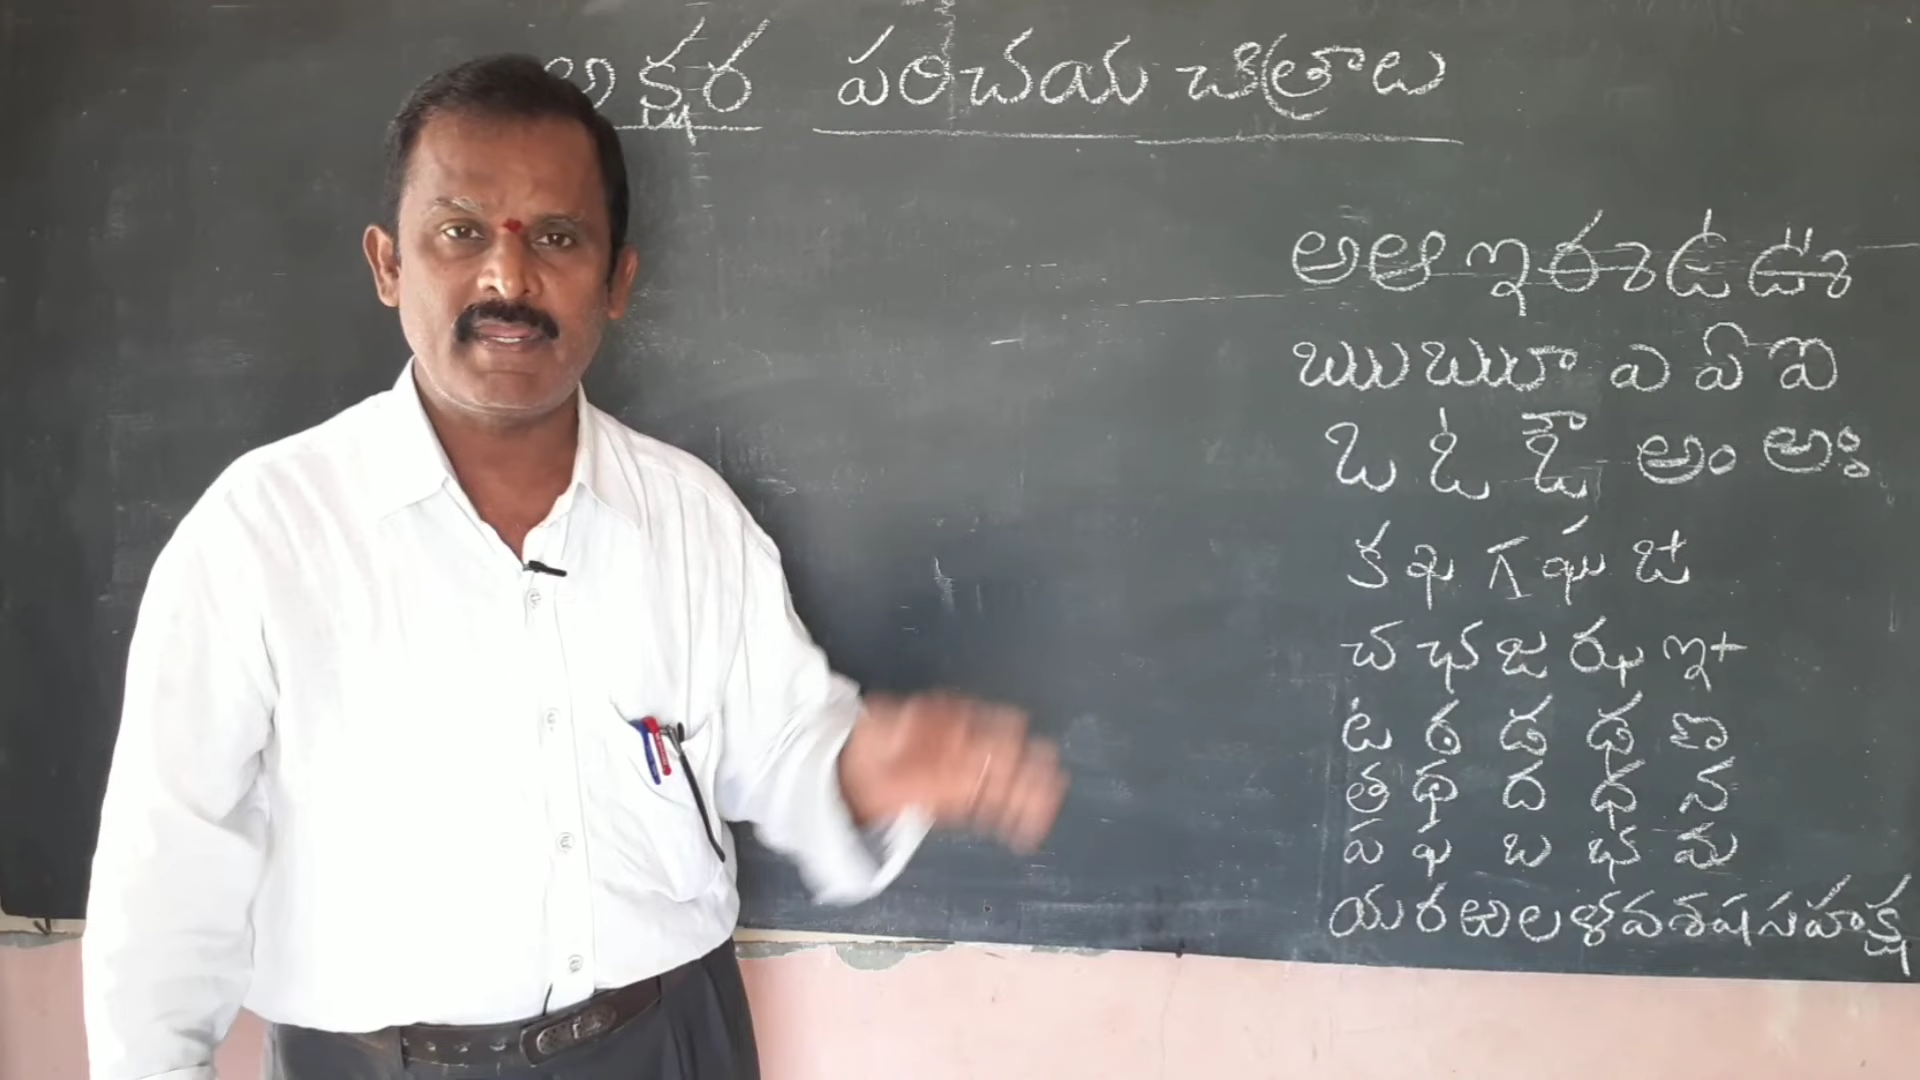 అక్షర పరిచయ చిత్రాలు
అ ఆ ఇ ఈ ఉ ఊ
ఋ ౠ ఎ ఏ ఐ
ఒ ఓ ఔ అం అః
క ఖ గ ఘ ఙ
చ ఛ జ ఝ ఞ
ట ఠ డ ఢ ణ
త థ ద ధ న
ప ఫ బ భ మ
య ర ఱ ల ళ వ శ ష స హ క్ష